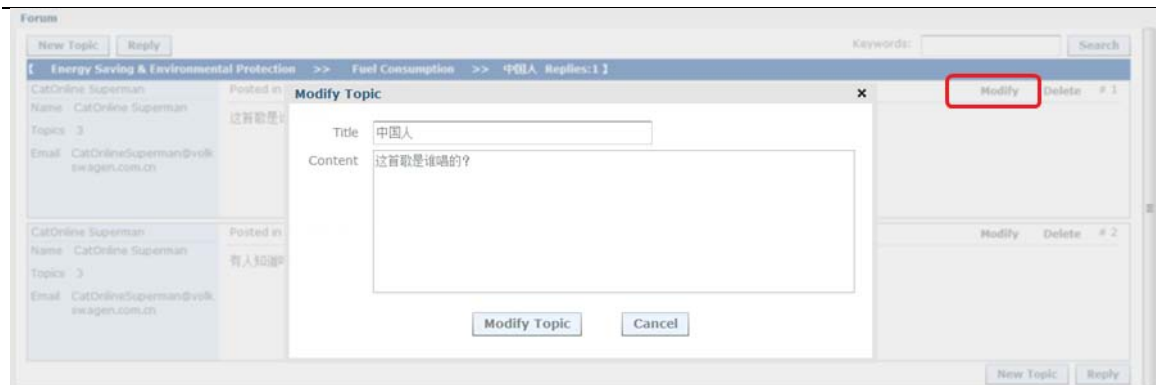 Forum
New Topic Reply Keywords: Search
【 Energy Saving & Environmental Protection >> Fuel Consumption >> 中国人 Replies:1 】
CatOnline Superman Posted in Modify Delete # 1
Name CatOnline Superman
这首歌是
Topics 3
Email CatOnlineSuperman@volk
swagen.com.cn
Modify Topic ×
Title 中国人
Content 这首歌是谁唱的?
Modify Topic Cancel
CatOnline Superman Posted in Modify Delete # 2
Name CatOnline Superman
有人知道
Topics 3
Email CatOnlineSuperman@volk
swagen.com.cn
New Topic Reply